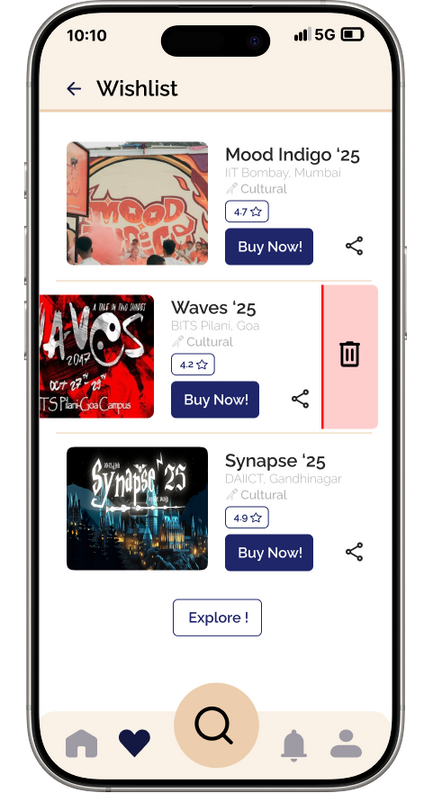 10:10
5G
Wishlist
MOOD
INDIGO
Mood Indigo ‘25
IIT Bombay, Mumbai
Cultural
4.7
Buy Now!
A TALE IN TWO SHADES
2047
OCT 27TH 29TH
TS Pilani-Goa Campus
Waves ‘25
BITS Pilani, Goa
Cultural
4.2
Buy Now!
Synapse '25
Synapse ‘25
DAIICT, Gandhinagar
Cultural
4.9
Buy Now!
Explore !